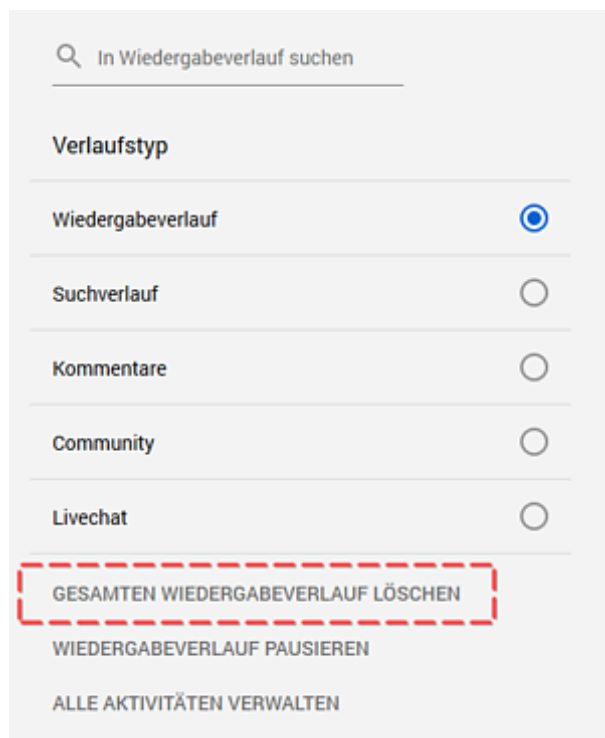 In Wiedergabeverlauf suchen
Verlaufstyp
Wiedergabeverlauf
Suchverlauf
Kommentare
Community
Livechat
GESAMTEN WIEDERGABEVERLAUF LÖSCHEN
WIEDERGABEVERLAUF PAUSIEREN
ALLE AKTIVITÄTEN VERWALTEN